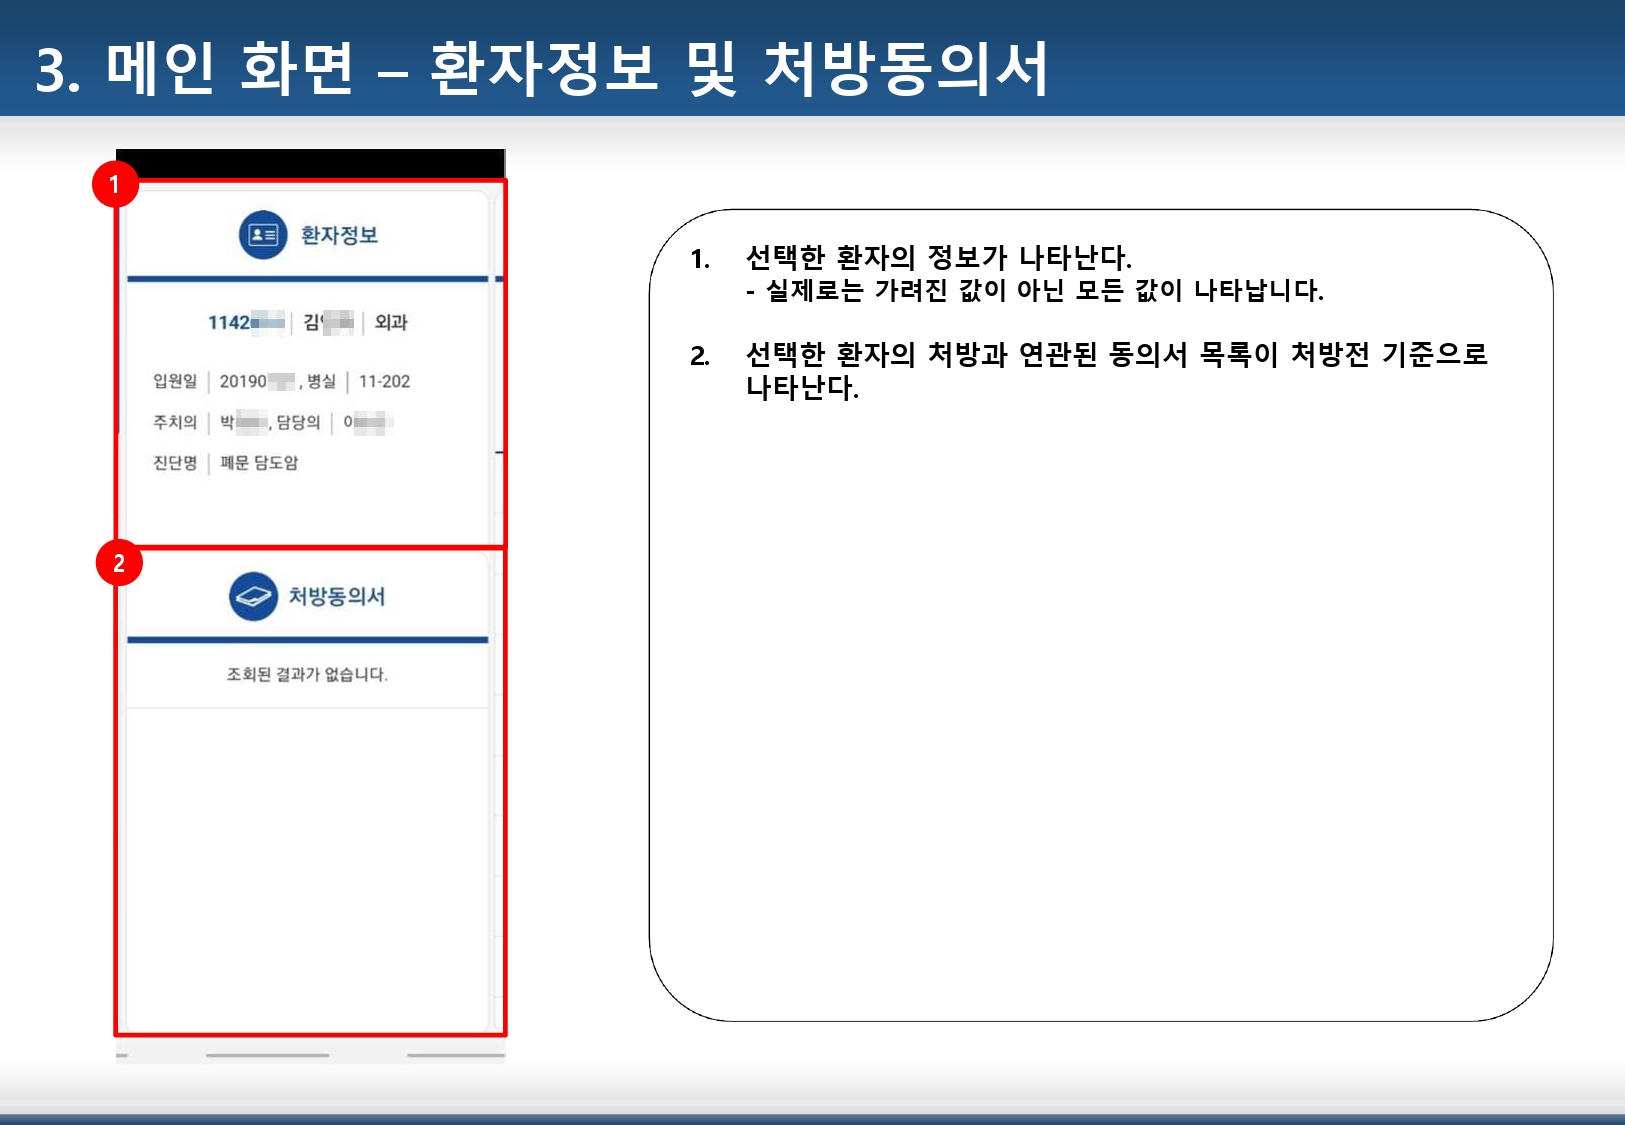 3. 메인 화면 – 환자정보 및 처방동의서
1
환자정보
1142 | 김 | 외과
입원일 | 20190 , 병실 | 11-202
주치의 | 박 , 담당의 | 이
진단명 | 폐문 담도암
2
처방동의서
조회된 결과가 없습니다.
1. 선택한 환자의 정보가 나타난다.
- 실제로는 가려진 값이 아닌 모든 값이 나타납니다.
2. 선택한 환자의 처방과 연관된 동의서 목록이 처방전 기준으로
나타난다.